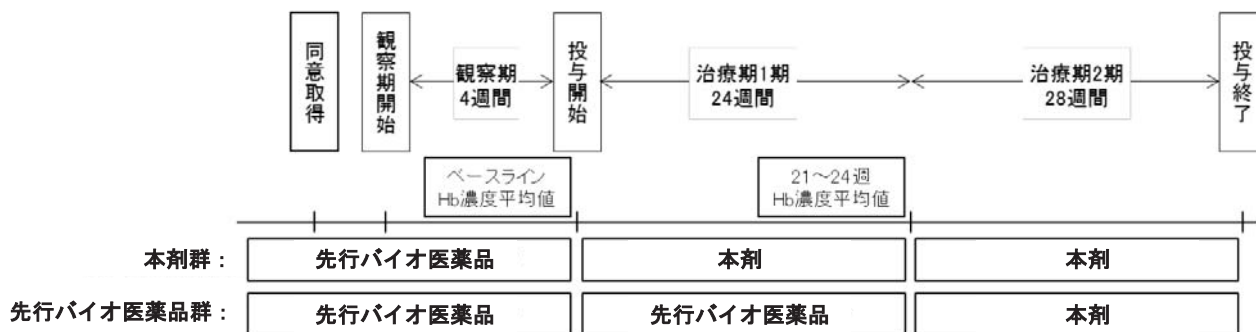 同意取得
観察期開始
観察期
4週間
投与開始
治療期1期
24週間
治療期2期
28週間
投与終了
ベースライン
Hb濃度平均値
21～24週
Hb濃度平均値
本剤群： 先行バイオ医薬品 本剤 本剤
先行バイオ医薬品群： 先行バイオ医薬品 先行バイオ医薬品 本剤